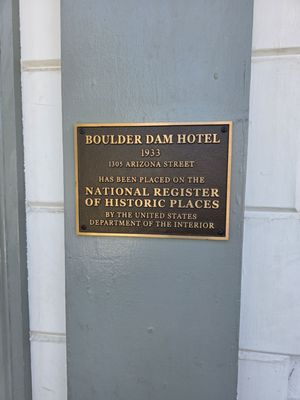 BOULDER DAM HOTEL
1933
1305 ARIZONA STREET
HAS BEEN PLACED ON THE
NATIONAL REGISTER
OF HISTORIC PLACES
BY THE UNITED STATES
DEPARTMENT OF THE INTERIOR